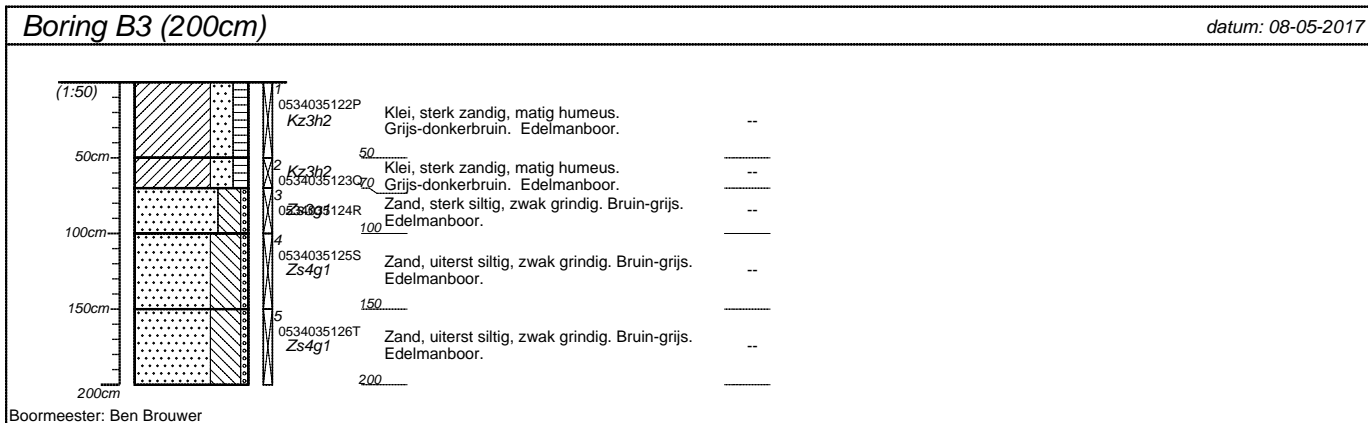 Boring B3 (200cm) datum: 08-05-2017
(1:50)
1
0534035122P
Kz3h2
Klei, sterk zandig, matig humeus.
Grijs-donkerbruin. Edelmanboor.
--
50cm
50
2
Kz3h2
0534035123Q
Klei, sterk zandig, matig humeus.
Grijs-donkerbruin. Edelmanboor.
--
70
3
Zs3g1
0534035124R
Zand, sterk siltig, zwak grindig. Bruin-grijs.
Edelmanboor.
--
100cm
100
4
0534035125S
Zs4g1
Zand, uiterst siltig, zwak grindig. Bruin-grijs.
Edelmanboor.
--
150cm
150
5
0534035126T
Zs4g1
Zand, uiterst siltig, zwak grindig. Bruin-grijs.
Edelmanboor.
--
200cm
200
Boormeester: Ben Brouwer